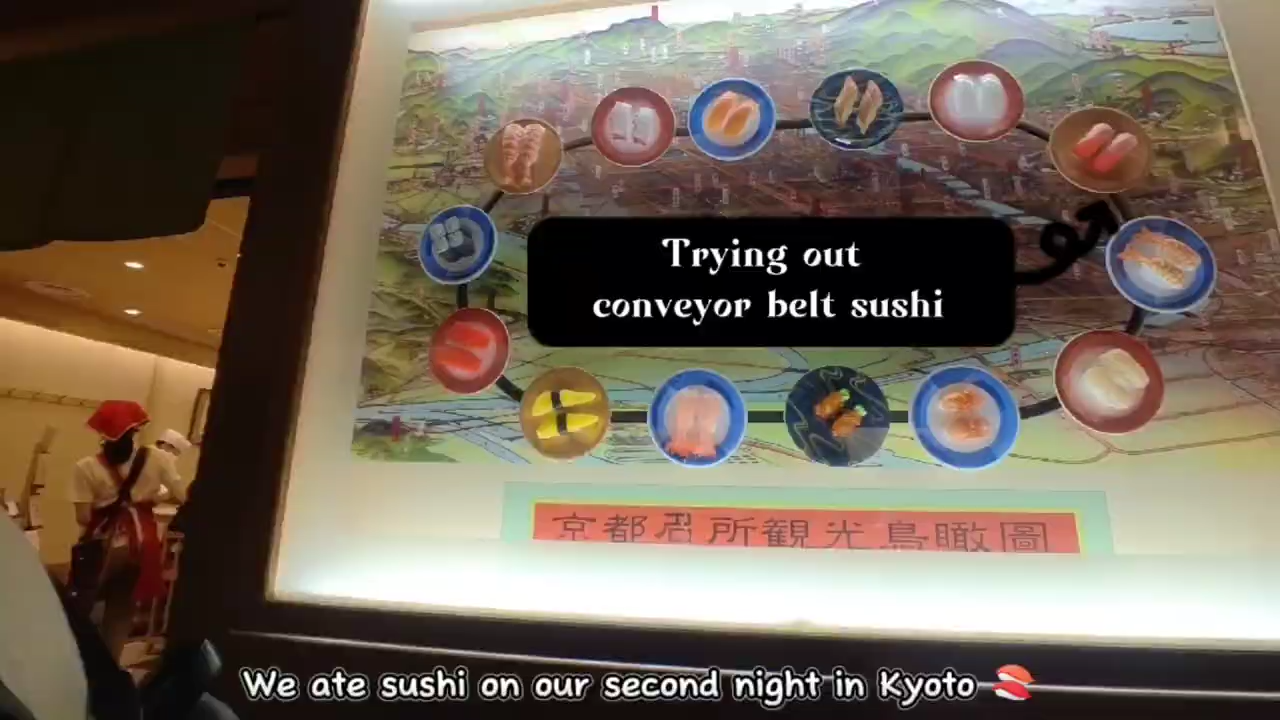 Trying out
conveyor belt sushi
京都名所観光鳥瞰圖
We ate sushi on our second night in Kyoto